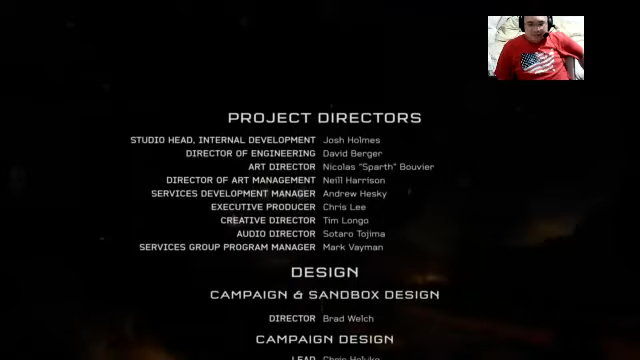 PROJECT DIRECTORS
STUDIO HEAD, INTERNAL DEVELOPMENT Josh Holmes
DIRECTOR OF ENGINEERING David Berger
ART DIRECTOR Nicolas "Sparth" Bouvier
DIRECTOR OF ART MANAGEMENT Neill Harrison
SERVICES DEVELOPMENT MANAGER Andrew Hesky
EXECUTIVE PRODUCER Chris Lee
CREATIVE DIRECTOR Tim Longo
AUDIO DIRECTOR Sotaro Tojima
SERVICES GROUP PROGRAM MANAGER Mark Vayman
DESIGN
CAMPAIGN & SANDBOX DESIGN
DIRECTOR Brad Welch
CAMPAIGN DESIGN
LEAD Chris